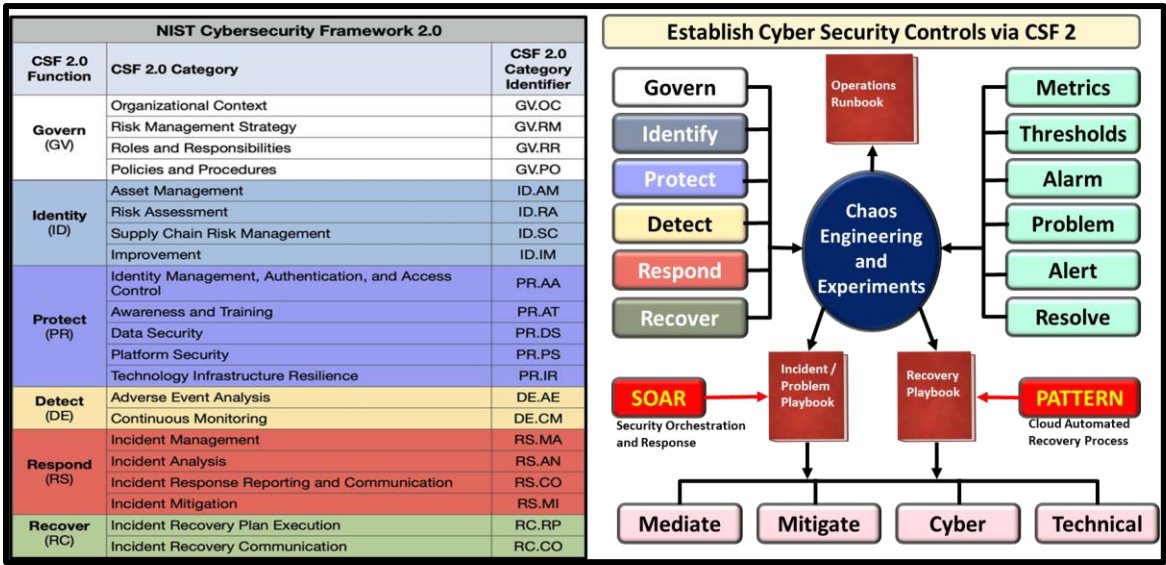 NIST Cybersecurity Framework 2.0
CSF 2.0
Function
CSF 2.0 Category
CSF 2.0
Category
Identifier
Govern
(GV)
Organizational Context
GV.OC
Risk Management Strategy
GV.RM
Roles and Responsibilities
GV.RR
Policies and Procedures
GV.PO
Identity
(ID)
Asset Management
ID.AM
Risk Assessment
ID.RA
Supply Chain Risk Management
ID.SC
Improvement
ID.IM
Protect
(PR)
Identity Management, Authentication, and Access
Control
PR.AA
Awareness and Training
PR.AT
Data Security
PR.DS
Platform Security
PR.PS
Technology Infrastructure Resilience
PR.IR
Detect
(DE)
Adverse Event Analysis
DE.AE
Continuous Monitoring
DE.CM
Respond
(RS)
Incident Management
RS.MA
Incident Analysis
RS.AN
Incident Response Reporting and Communication
RS.CO
Incident Mitigation
RS.MI
Recover
(RC)
Incident Recovery Plan Execution
RC.RP
Incident Recovery Communication
RC.CO
Establish Cyber Security Controls via CSF 2
Govern
Identify
Protect
Detect
Respond
Recover
Operations
Runbook
Chaos
Engineering
and
Experiments
Metrics
Thresholds
Alarm
Problem
Alert
Resolve
SOAR
Security Orchestration
and Response
Incident /
Problem
Playbook
Recovery
Playbook
PATTERN
Cloud Automated
Recovery Process
Mediate
Mitigate
Cyber
Technical